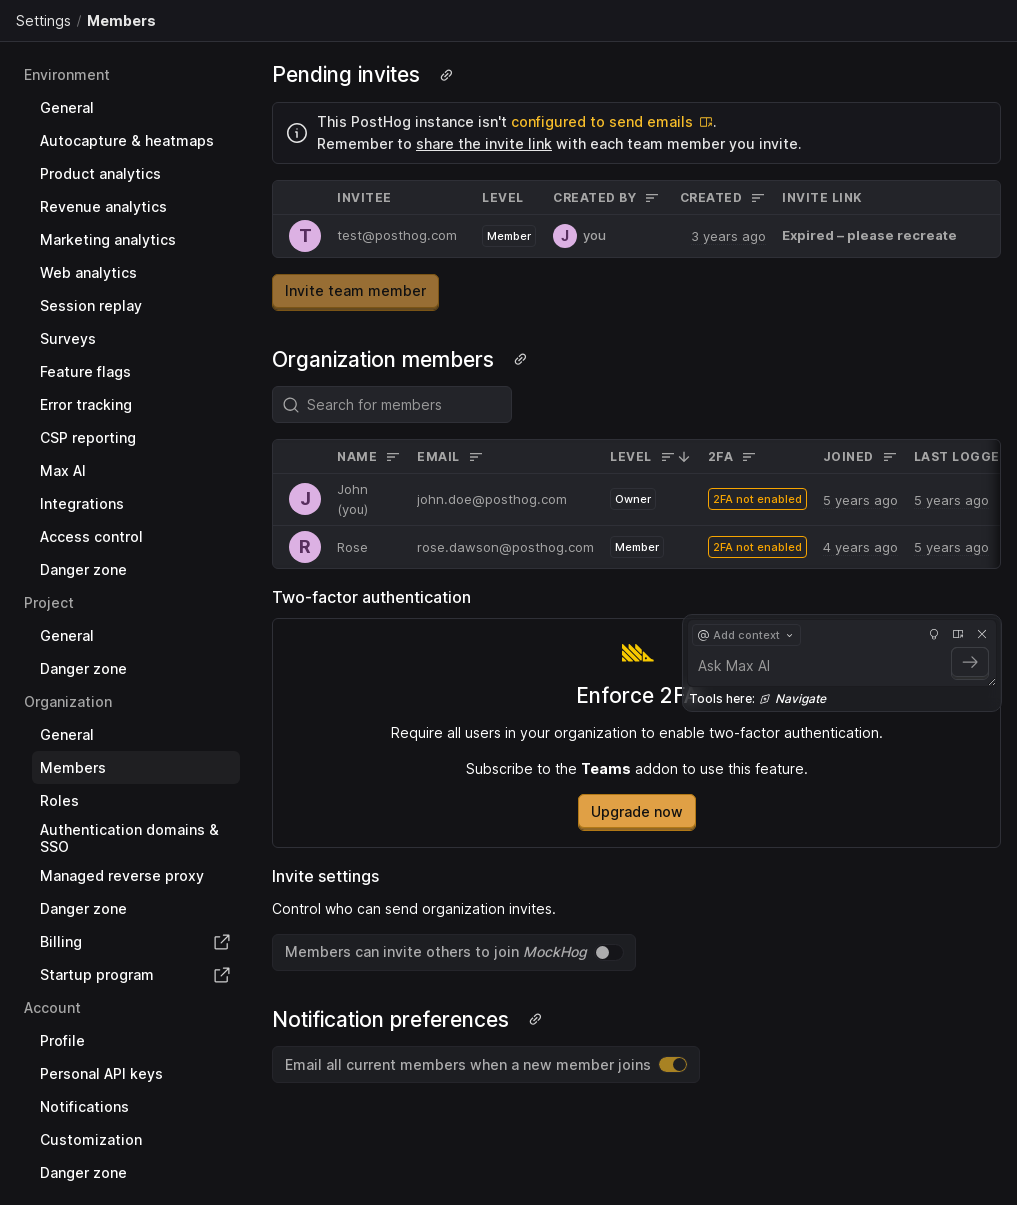 Settings / Members
Environment
General
Autocapture & heatmaps
Product analytics
Revenue analytics
Marketing analytics
Web analytics
Session replay
Surveys
Feature flags
Error tracking
CSP reporting
Max AI
Integrations
Access control
Danger zone
Project
General
Danger zone
Organization
General
Members
Roles
Authentication domains &
SSO
Managed reverse proxy
Danger zone
Billing
Startup program
Account
Profile
Personal API keys
Notifications
Customization
Danger zone
Pending invites
This PostHog instance isn't configured to send emails.
Remember to share the invite link with each team member you invite.
INVITEE LEVEL CREATED BY CREATED INVITE LINK
T test@posthog.com Member J you 3 years ago Expired – please recreate
Invite team member
Organization members
Search for members
NAME EMAIL LEVEL 2FA JOINED LAST LOGGE
J John (you) john.doe@posthog.com Owner 2FA not enabled 5 years ago 5 years ago
R Rose rose.dawson@posthog.com Member 2FA not enabled 4 years ago 5 years ago
Two-factor authentication
Enforce 2FA
Require all users in your organization to enable two-factor authentication.
Subscribe to the Teams addon to use this feature.
Upgrade now
@ Add context
Ask Max AI
Tools here: Navigate
Invite settings
Control who can send organization invites.
Members can invite others to join MockHog
Notification preferences
Email all current members when a new member joins